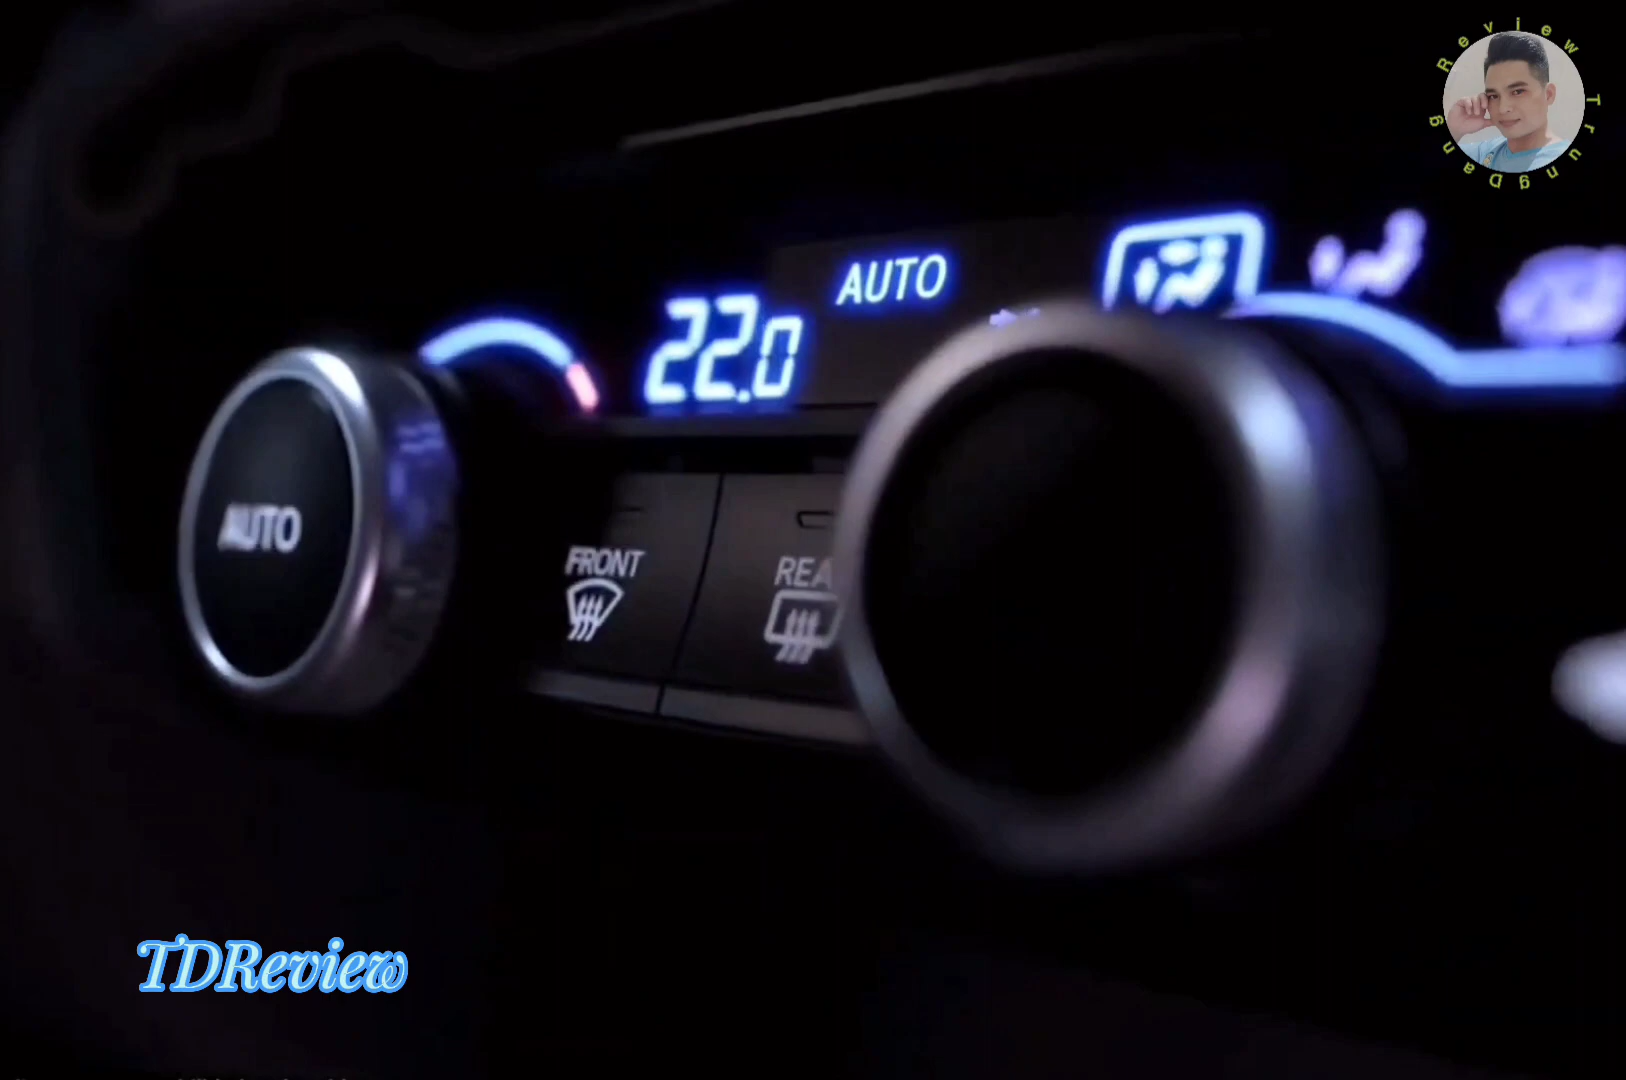 Review TrungDang
AUTO
22.0
AUTO
FRONT
REA
TDReview